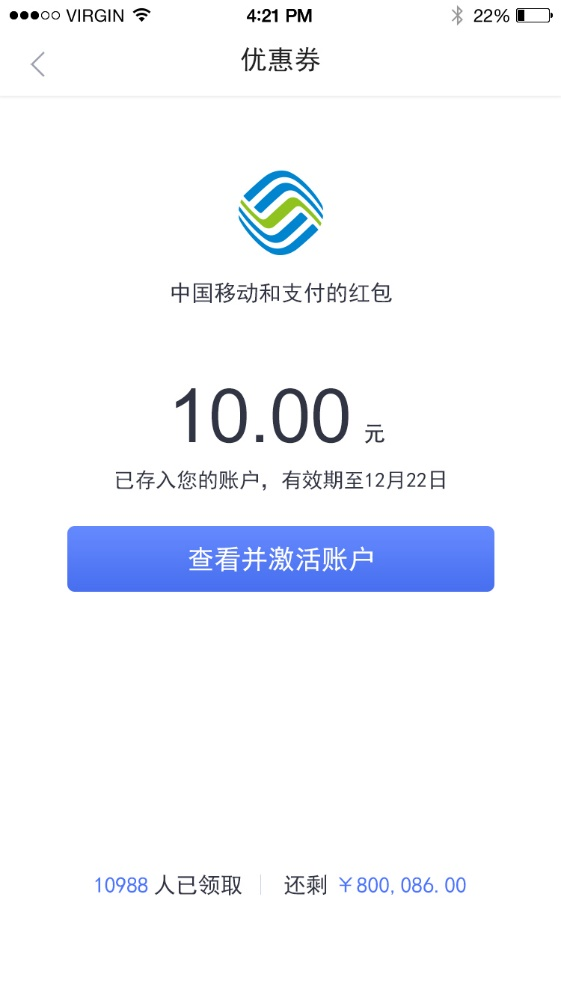 VIRGIN 4:21 PM 22%
优惠券
中国移动和支付的红包
10.00 元
已存入您的账户，有效期至12月22日
查看并激活账户
10988 人已领取 还剩 ￥800,086.00